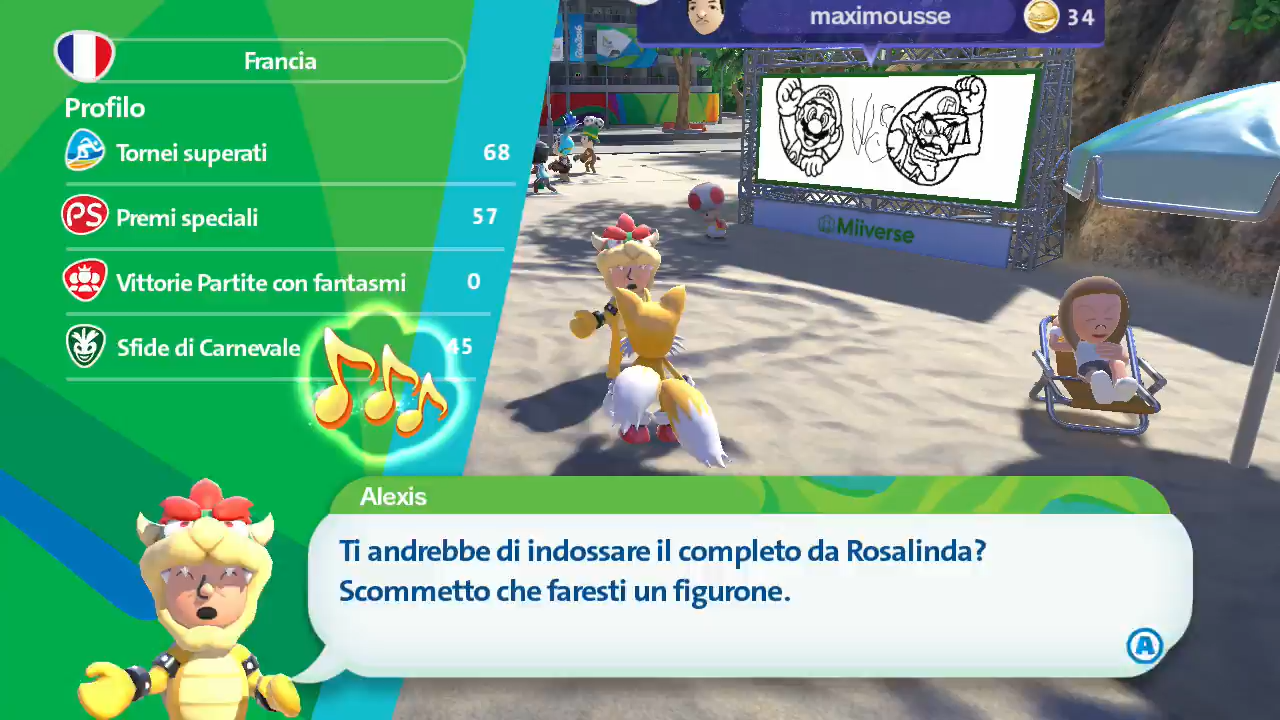 maximousse
34
Francia
Profilo
Tornei superati 68
Premi speciali 57
Vittorie Partite con fantasmi 0
Sfide di Carnevale 45
PS
Miiverse
Alexis
Ti andrebbe di indossare il completo da Rosalinda?
Scommetto che faresti un figurone.
A